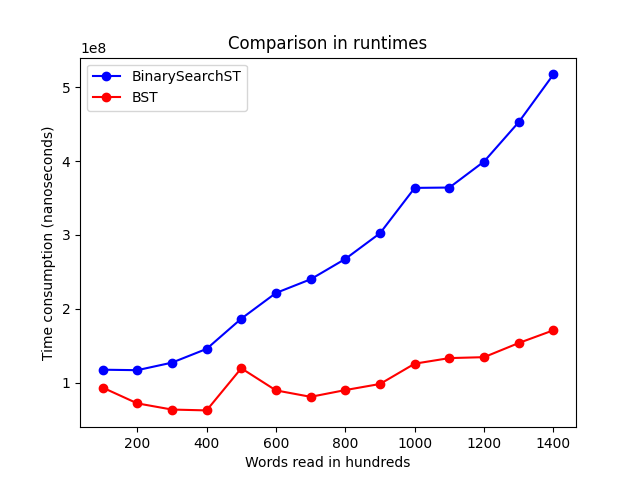 Comparison in runtimes
1e8
BinarySearchST
BST
5
4
3
2
1
Time consumption (nanoseconds)
200 400 600 800 1000 1200 1400
Words read in hundreds